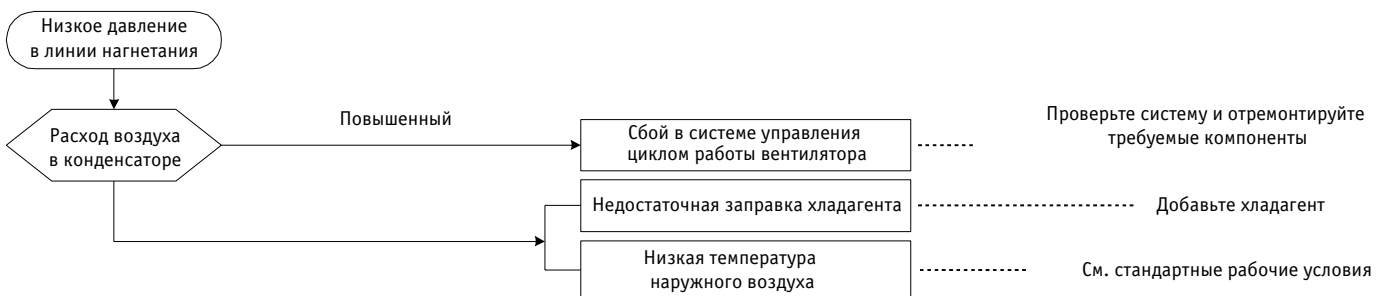 Низкое давление
в линии нагнетания
Расход воздуха
в конденсаторе
Повышенный
Сбой в системе управления
циклом работы вентилятора
Проверьте систему и отремонтируйте
требуемые компоненты
Недостаточная заправка хладагента
Добавьте хладагент
Низкая температура
наружного воздуха
См. стандартные рабочие условия